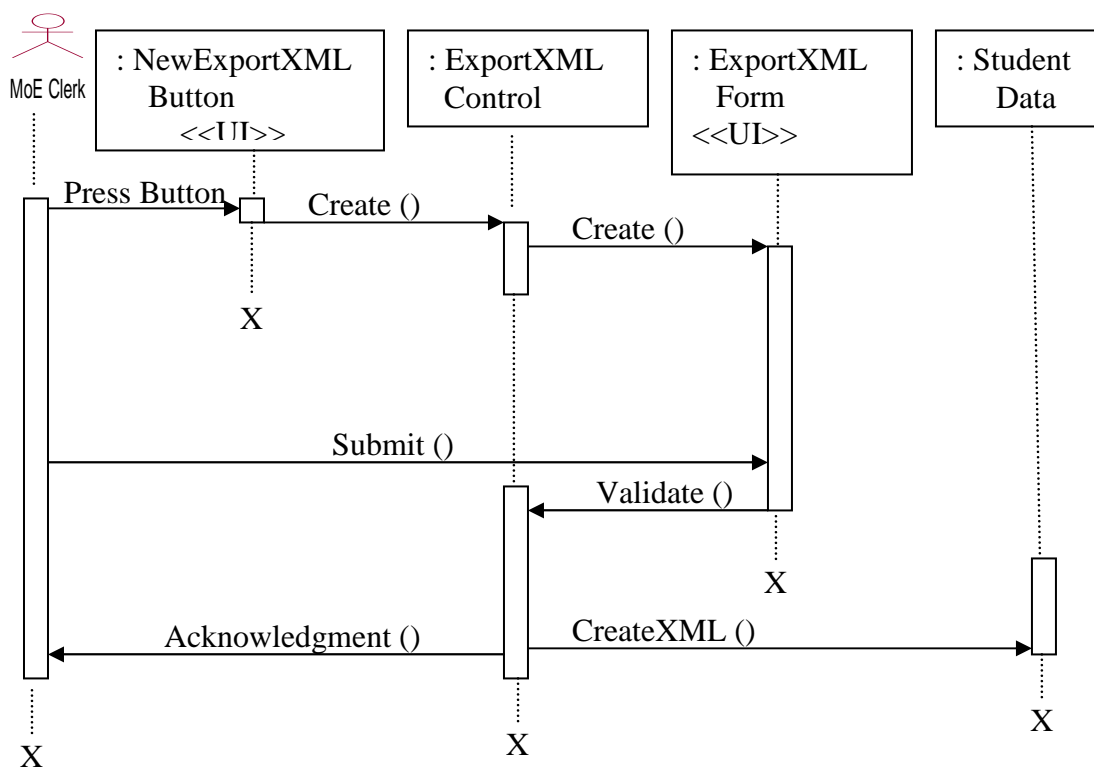 MoE Clerk
: NewExportXML
Button
<<UI>>
: ExportXML
Control
: ExportXML
Form
<<UI>>
: Student
Data
Press Button
Create ()
Create ()
X
Submit ()
Validate ()
X
Acknowledgment ()
CreateXML ()
X
X
X